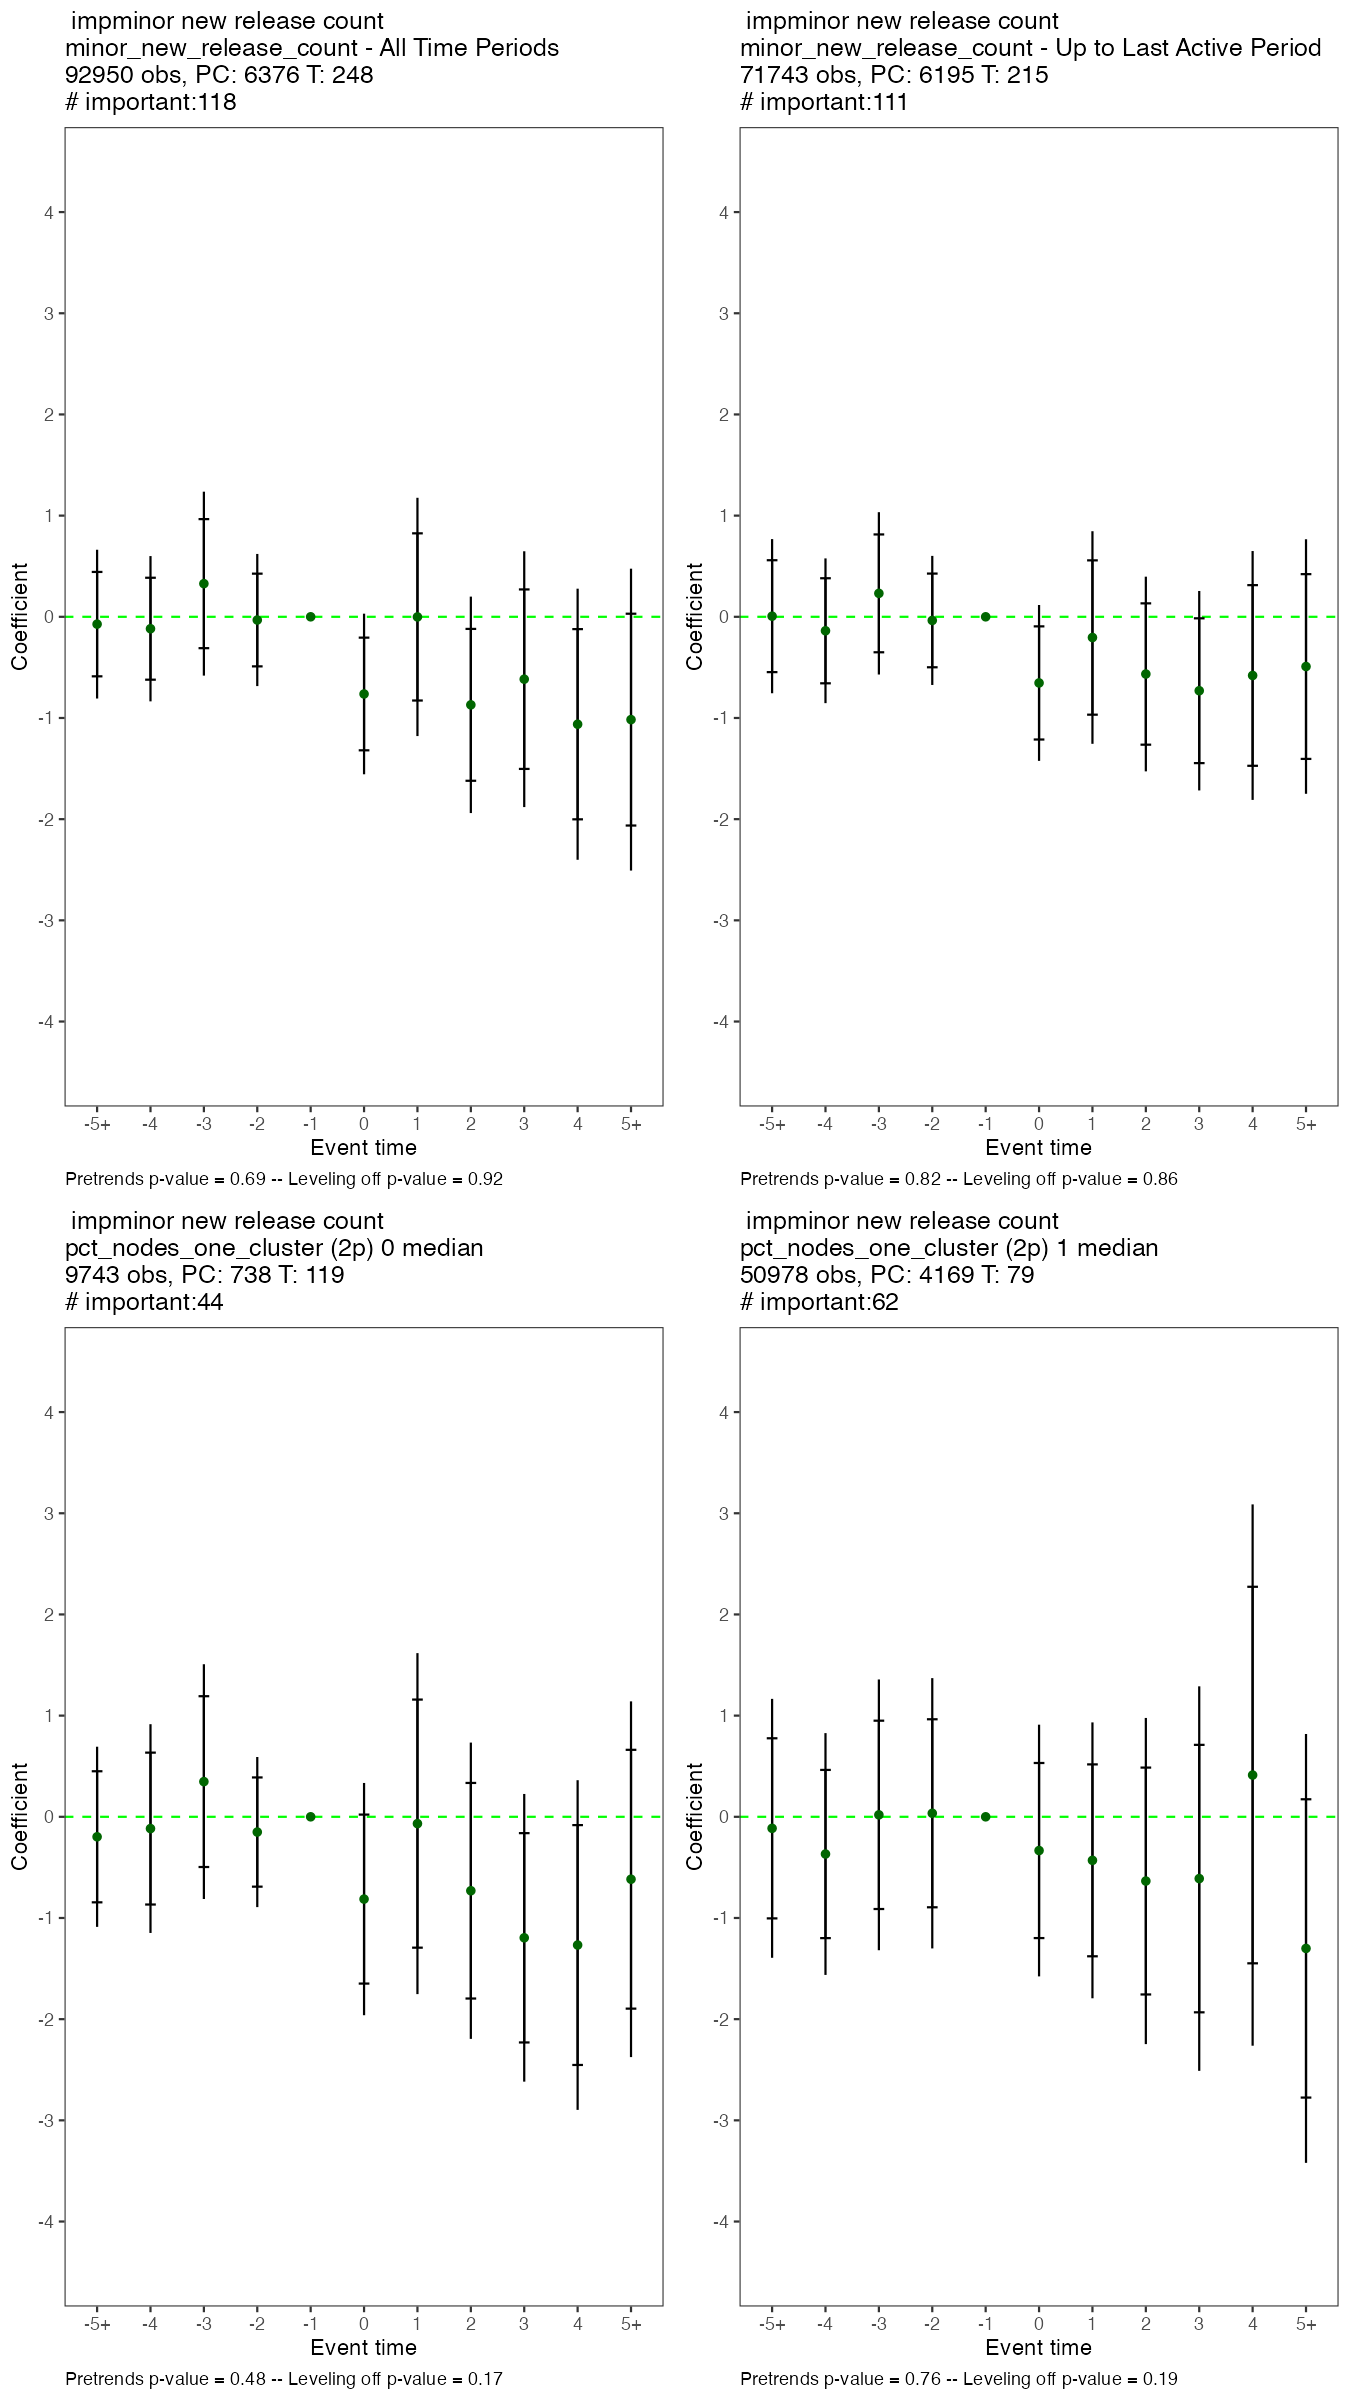 impminor new release count
minor_new_release_count - All Time Periods
92950 obs, PC: 6376 T: 248
# important:118
4
3
2
1
0
-1
-2
-3
-4
Coefficient
-5+ -4 -3 -2 -1 0 1 2 3 4 5+
Event time
Pretrends p-value = 0.69 -- Leveling off p-value = 0.92
impminor new release count
minor_new_release_count - Up to Last Active Period
71743 obs, PC: 6195 T: 215
# important:111
4
3
2
1
0
-1
-2
-3
-4
Coefficient
-5+ -4 -3 -2 -1 0 1 2 3 4 5+
Event time
Pretrends p-value = 0.82 -- Leveling off p-value = 0.86
impminor new release count
pct_nodes_one_cluster (2p) 0 median
9743 obs, PC: 738 T: 119
# important:44
4
3
2
1
0
-1
-2
-3
-4
Coefficient
-5+ -4 -3 -2 -1 0 1 2 3 4 5+
Event time
Pretrends p-value = 0.48 -- Leveling off p-value = 0.17
impminor new release count
pct_nodes_one_cluster (2p) 1 median
50978 obs, PC: 4169 T: 79
# important:62
4
3
2
1
0
-1
-2
-3
-4
Coefficient
-5+ -4 -3 -2 -1 0 1 2 3 4 5+
Event time
Pretrends p-value = 0.76 -- Leveling off p-value = 0.19